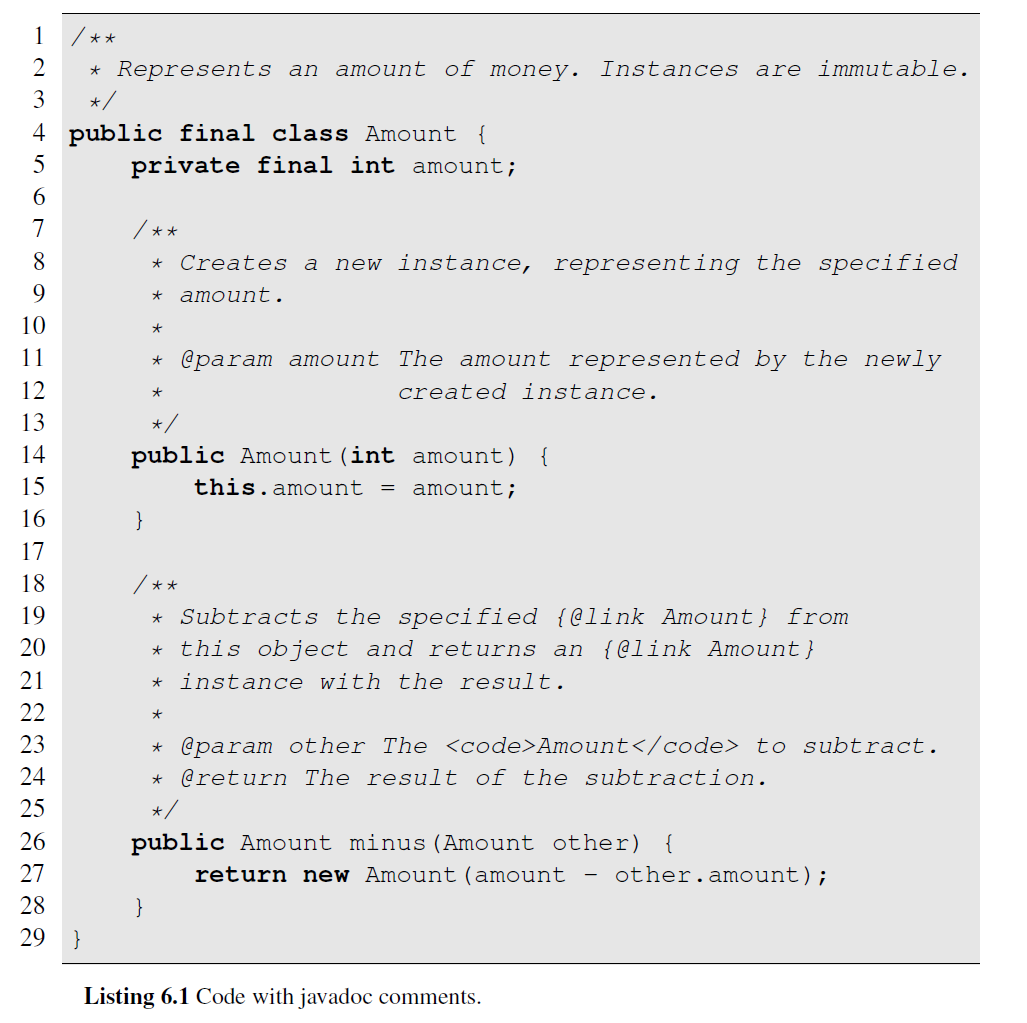 1 /**
2  * Represents an amount of money. Instances are immutable.
3  */
4 public final class Amount {
5     private final int amount;
6
7     /**
8      * Creates a new instance, representing the specified
9      * amount.
10      *
11      * @param amount The amount represented by the newly
12      *               created instance.
13      */
14     public Amount(int amount) {
15         this.amount = amount;
16     }
17
18     /**
19      * Subtracts the specified {@link Amount} from
20      * this object and returns an {@link Amount}
21      * instance with the result.
22      *
23      * @param other The <code>Amount</code> to subtract.
24      * @return The result of the subtraction.
25      */
26     public Amount minus(Amount other) {
27         return new Amount(amount - other.amount);
28     }
29 }
Listing 6.1 Code with javadoc comments.